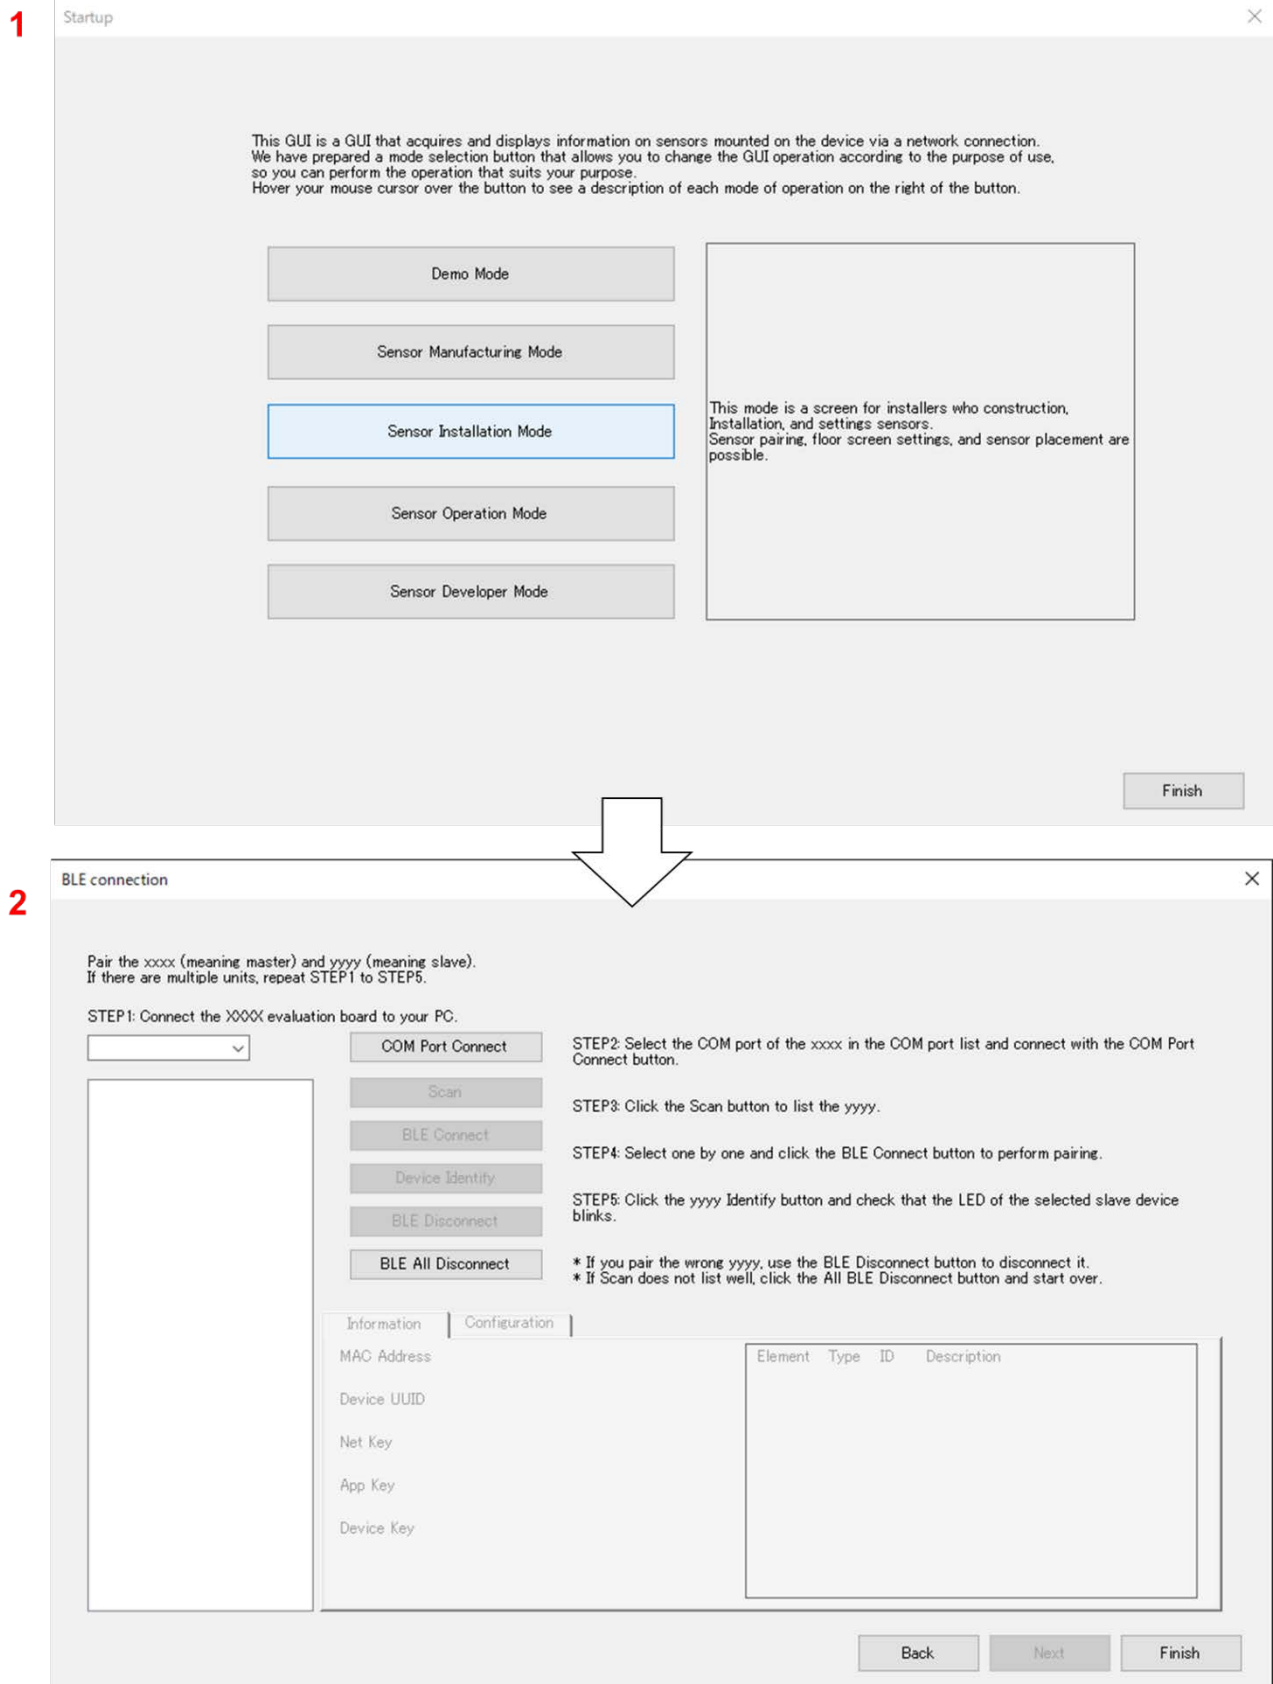 1
Startup
This GUI is a GUI that acquires and displays information on sensors mounted on the device via a network connection.
We have prepared a mode selection button that allows you to change the GUI operation according to the purpose of use,
so you can perform the operation that suits your purpose.
Hover your mouse cursor over the button to see a description of each mode of operation on the right of the button.
Demo Mode
Sensor Manufacturing Mode
Sensor Installation Mode
Sensor Operation Mode
Sensor Developer Mode
This mode is a screen for installers who construction,
Installation, and settings sensors.
Sensor pairing, floor screen settings, and sensor placement are
possible.
Finish
2
BLE connection
Pair the xxxx (meaning master) and yyyy (meaning slave).
If there are multiple units, repeat STEP1 to STEP5.
STEP1: Connect the XXXX evaluation board to your PC.
COM Port Connect
Scan
BLE Connect
Device Identify
BLE Disconnect
BLE All Disconnect
STEP2: Select the COM port of the xxxx in the COM port list and connect with the COM Port
Connect button.
STEP3: Click the Scan button to list the yyyy.
STEP4: Select one by one and click the BLE Connect button to perform pairing.
STEP5: Click the yyyy Identify button and check that the LED of the selected slave device
blinks.
* If you pair the wrong yyyy, use the BLE Disconnect button to disconnect it.
* If Scan does not list well, click the All BLE Disconnect button and start over.
Information Configuration
MAC Address
Device UUID
Net Key
App Key
Device Key
Element Type ID Description
Back Next Finish